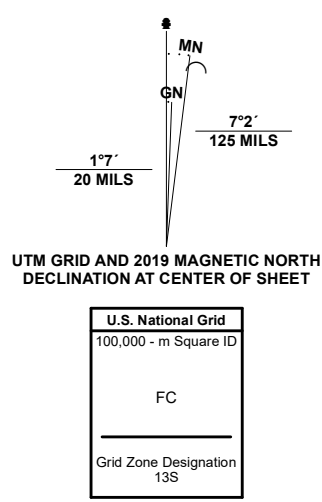 MN
GN
7°2´
125 MILS
1°7´
20 MILS
UTM GRID AND 2019 MAGNETIC NORTH
DECLINATION AT CENTER OF SHEET
U.S. National Grid
100,000 - m Square ID
FC
Grid Zone Designation
13S